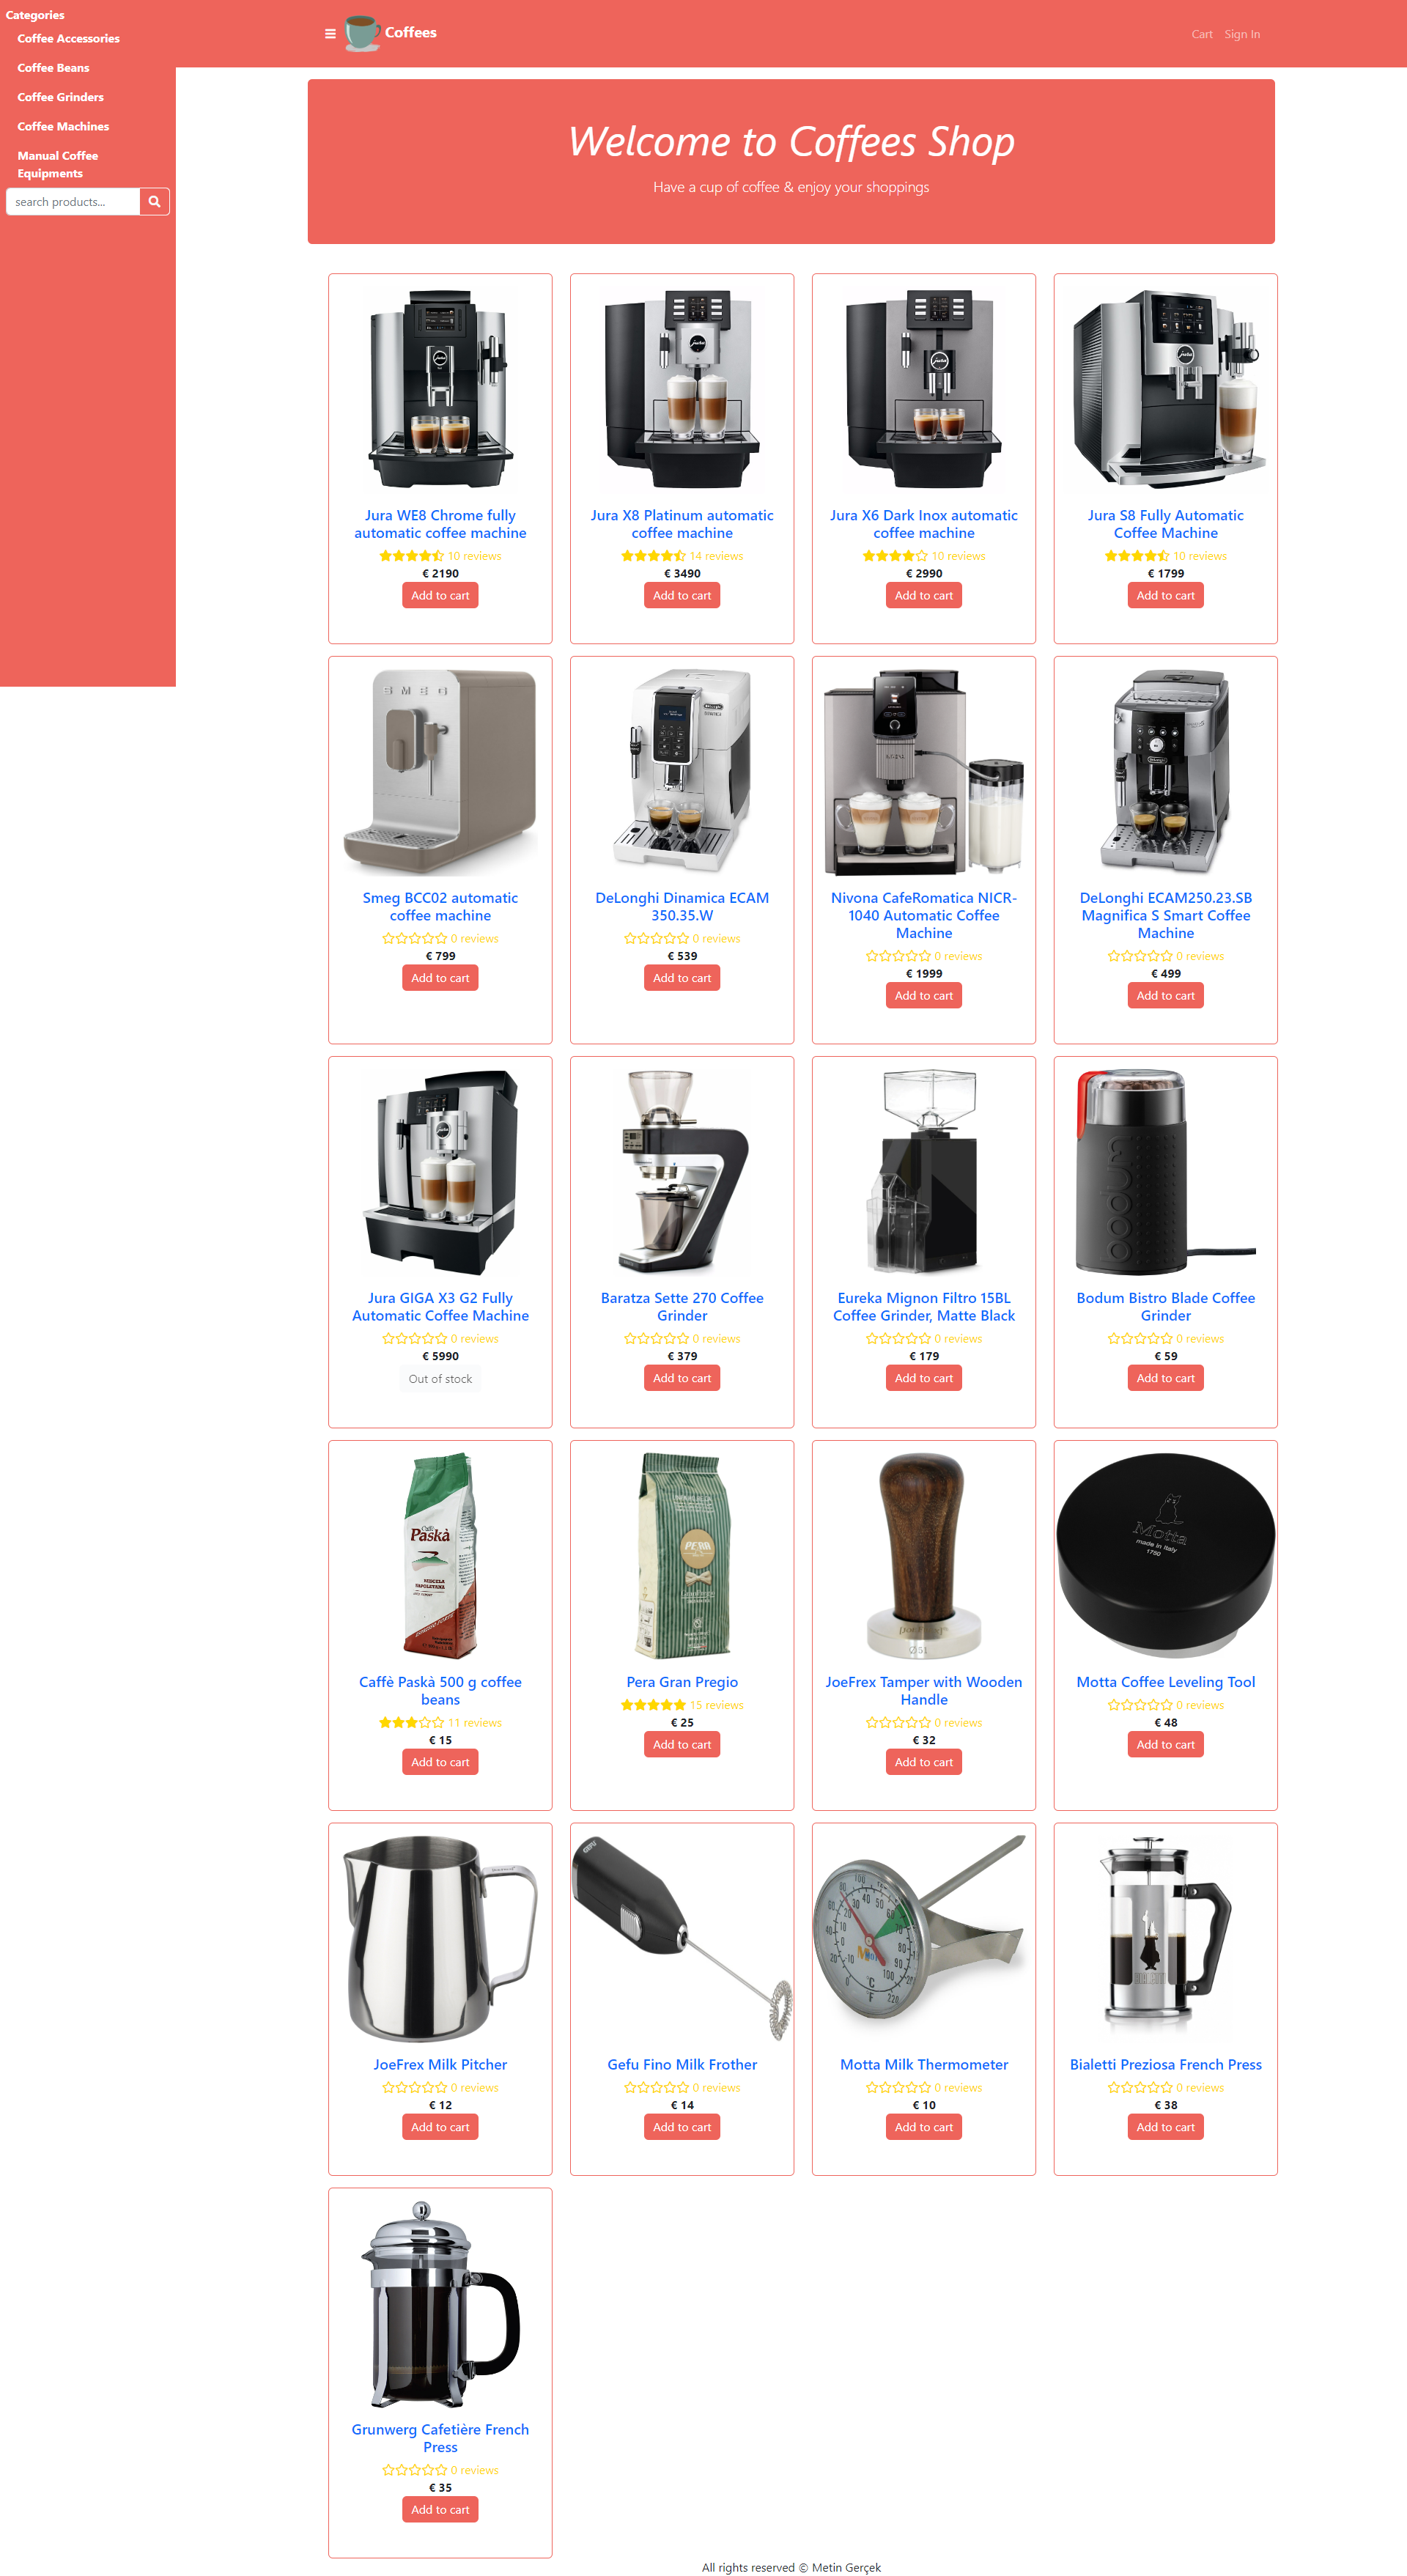 Categories
Coffee Accessories
Coffee Beans
Coffee Grinders
Coffee Machines
Manual Coffee
Equipments
search products...
Coffees
Cart Sign In
Welcome to Coffees Shop
Have a cup of coffee & enjoy your shoppings
Jura WE8 Chrome fully
automatic coffee machine
10 reviews
€ 2190
Add to cart
Jura X8 Platinum automatic
coffee machine
14 reviews
€ 3490
Add to cart
Jura X6 Dark Inox automatic
coffee machine
10 reviews
€ 2990
Add to cart
Jura S8 Fully Automatic
Coffee Machine
10 reviews
€ 1799
Add to cart
SMEG
Smeg BCC02 automatic
coffee machine
0 reviews
€ 799
Add to cart
DeLonghi Dinamica ECAM
350.35.W
0 reviews
€ 539
Add to cart
Nivona CafeRomatica NICR-
1040 Automatic Coffee
Machine
0 reviews
€ 1999
Add to cart
DeLonghi ECAM250.23.SB
Magnifica S Smart Coffee
Machine
0 reviews
€ 499
Add to cart
Jura GIGA X3 G2 Fully
Automatic Coffee Machine
0 reviews
€ 5990
Out of stock
Baratza Sette 270 Coffee
Grinder
0 reviews
€ 379
Add to cart
Eureka Mignon Filtro 15BL
Coffee Grinder, Matte Black
0 reviews
€ 179
Add to cart
bodum
Bodum Bistro Blade Coffee
Grinder
0 reviews
€ 59
Add to cart
Caffè
Paskà
Caffè Paskà 500 g coffee
beans
11 reviews
€ 15
Add to cart
PERA
Pera Gran Pregio
15 reviews
€ 25
Add to cart
JoeFrex Tamper with Wooden
Handle
0 reviews
€ 32
Add to cart
Motta
made in Italy
1750
Motta Coffee Leveling Tool
0 reviews
€ 48
Add to cart
JoeFrex Milk Pitcher
0 reviews
€ 12
Add to cart
GEFU
Gefu Fino Milk Frother
0 reviews
€ 14
Add to cart
°C
F
Motta Milk Thermometer
0 reviews
€ 10
Add to cart
Bialetti Preziosa French Press
0 reviews
€ 38
Add to cart
Grunwerg Cafetière French
Press
0 reviews
€ 35
Add to cart
All rights reserved © Metin Gerçek